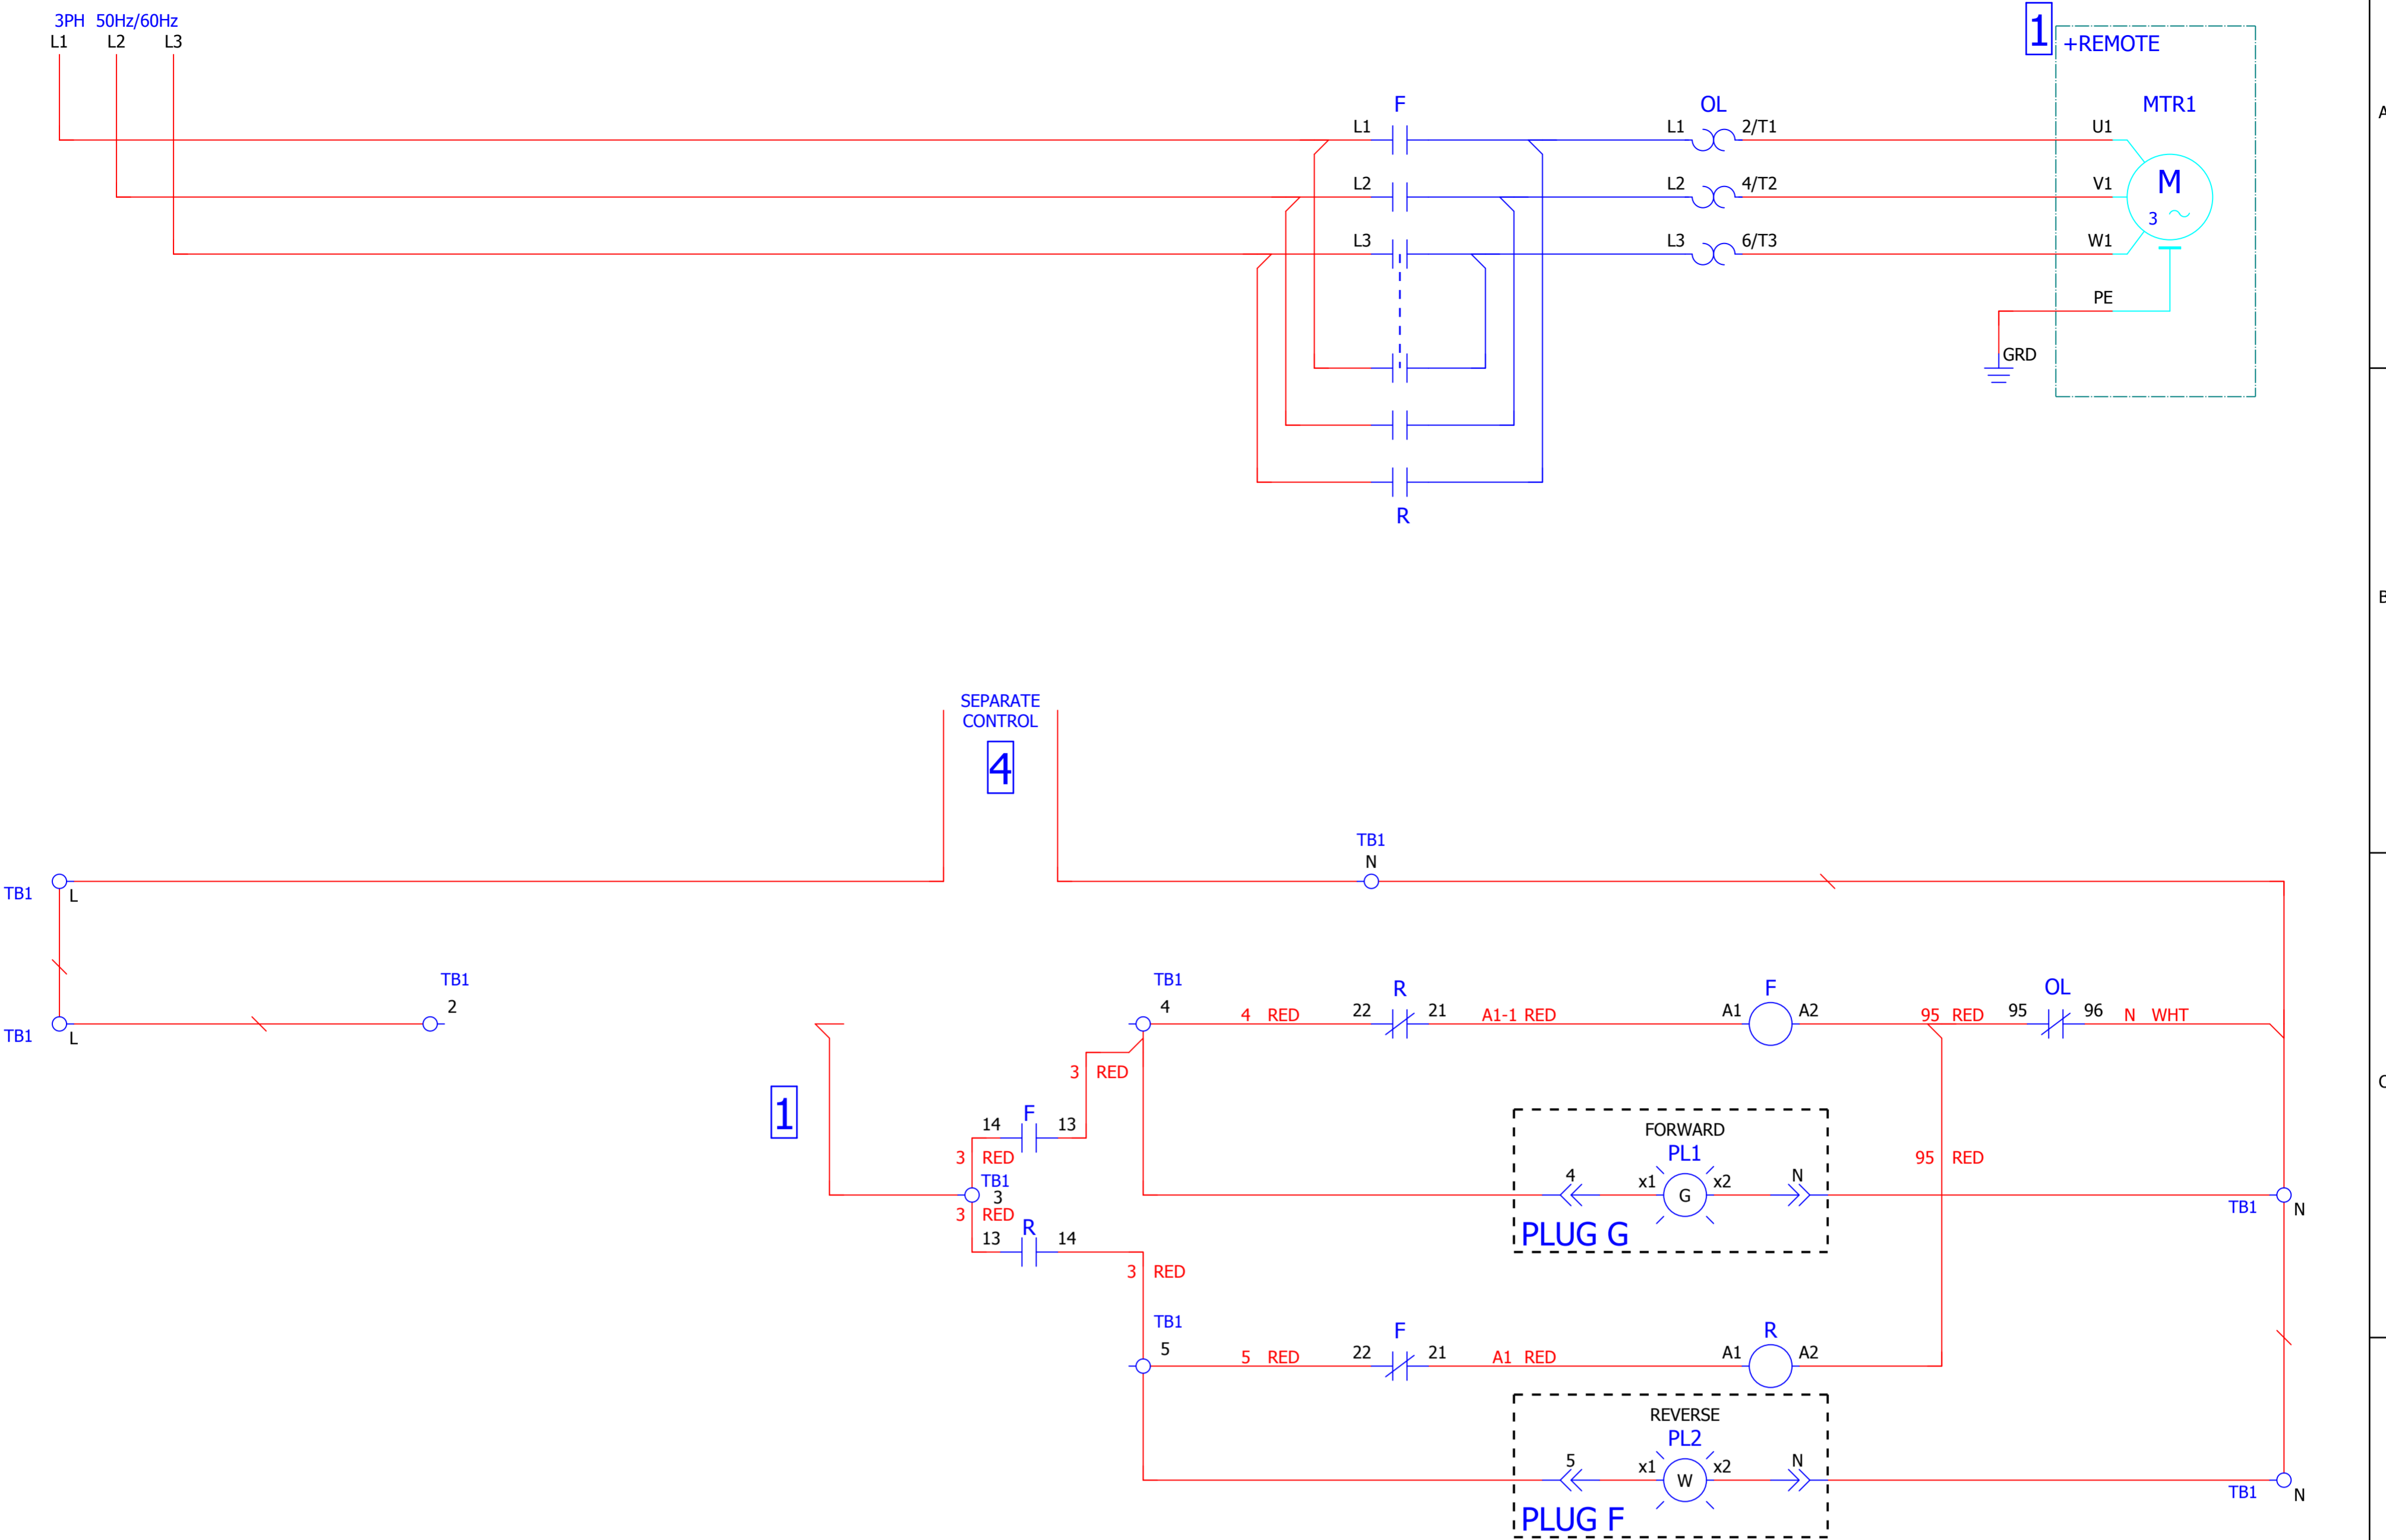 3PH 50Hz/60Hz
L1 L2 L3
1 +REMOTE
F OL MTR1
L1 L1 2/T1 U1
L2 L2 4/T2 V1 M
3
L3 L3 6/T3 W1
PE
GRD
R
A
B
C
SEPARATE
CONTROL
4
TB1
N
TB1 L
TB1
2
TB1 L
TB1
4
4 RED 22 R 21 A1-1 RED A1 F A2 95 RED 95 OL 96 N WHT
3 RED
1
14 F 13
3 RED
TB1
3
3 RED
13 R 14
3 RED
FORWARD
PL1
4 x1 G x2 N
PLUG G
95 RED
TB1 N
TB1
5
5 RED 22 F 21 A1 RED A1 R A2
REVERSE
PL2
5 x1 W x2 N
PLUG F
TB1 N